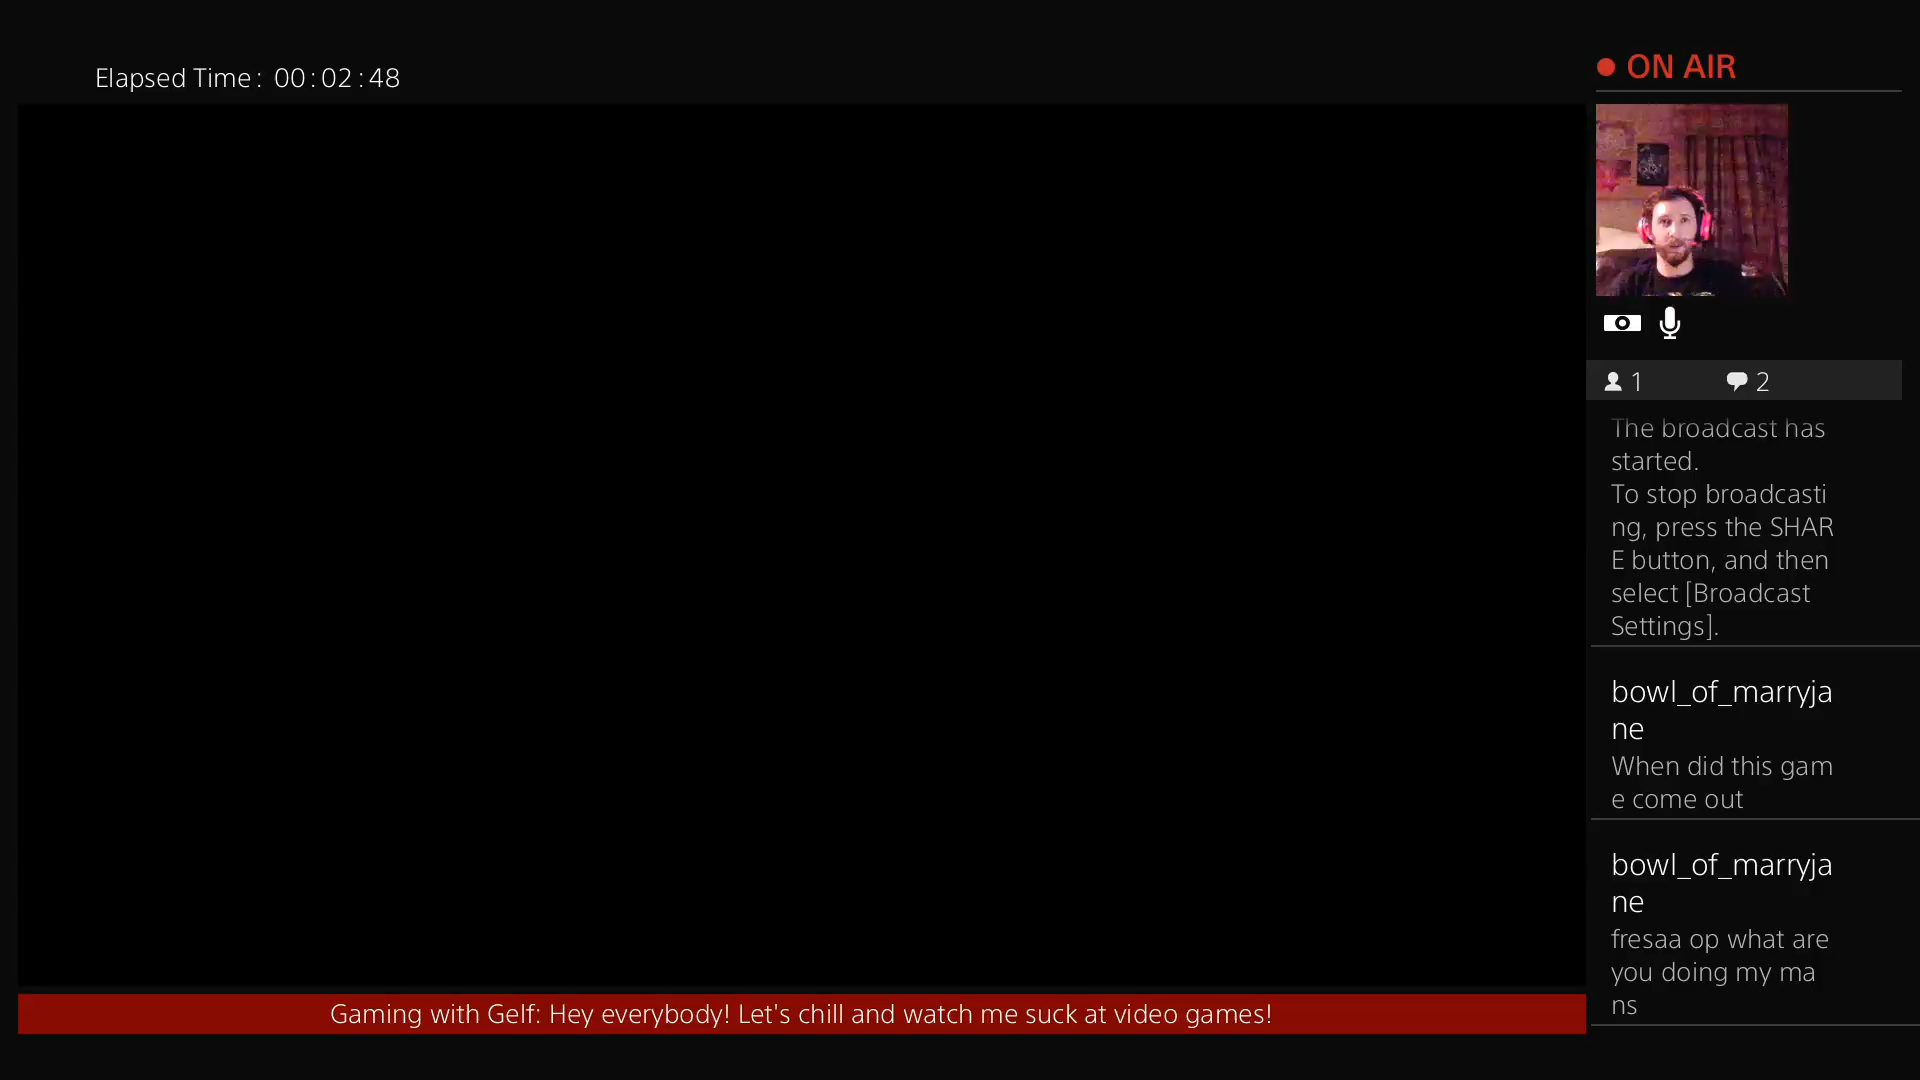 Elapsed Time: 00:02:48
ON AIR
1 2
The broadcast has
started.
To stop broadcasti
ng, press the SHAR
E button, and then
select [Broadcast
Settings].
bowl_of_marryja
ne
When did this gam
e come out
bowl_of_marryja
ne
fresaa op what are
you doing my ma
ns
Gaming with Gelf: Hey everybody! Let's chill and watch me suck at video games!